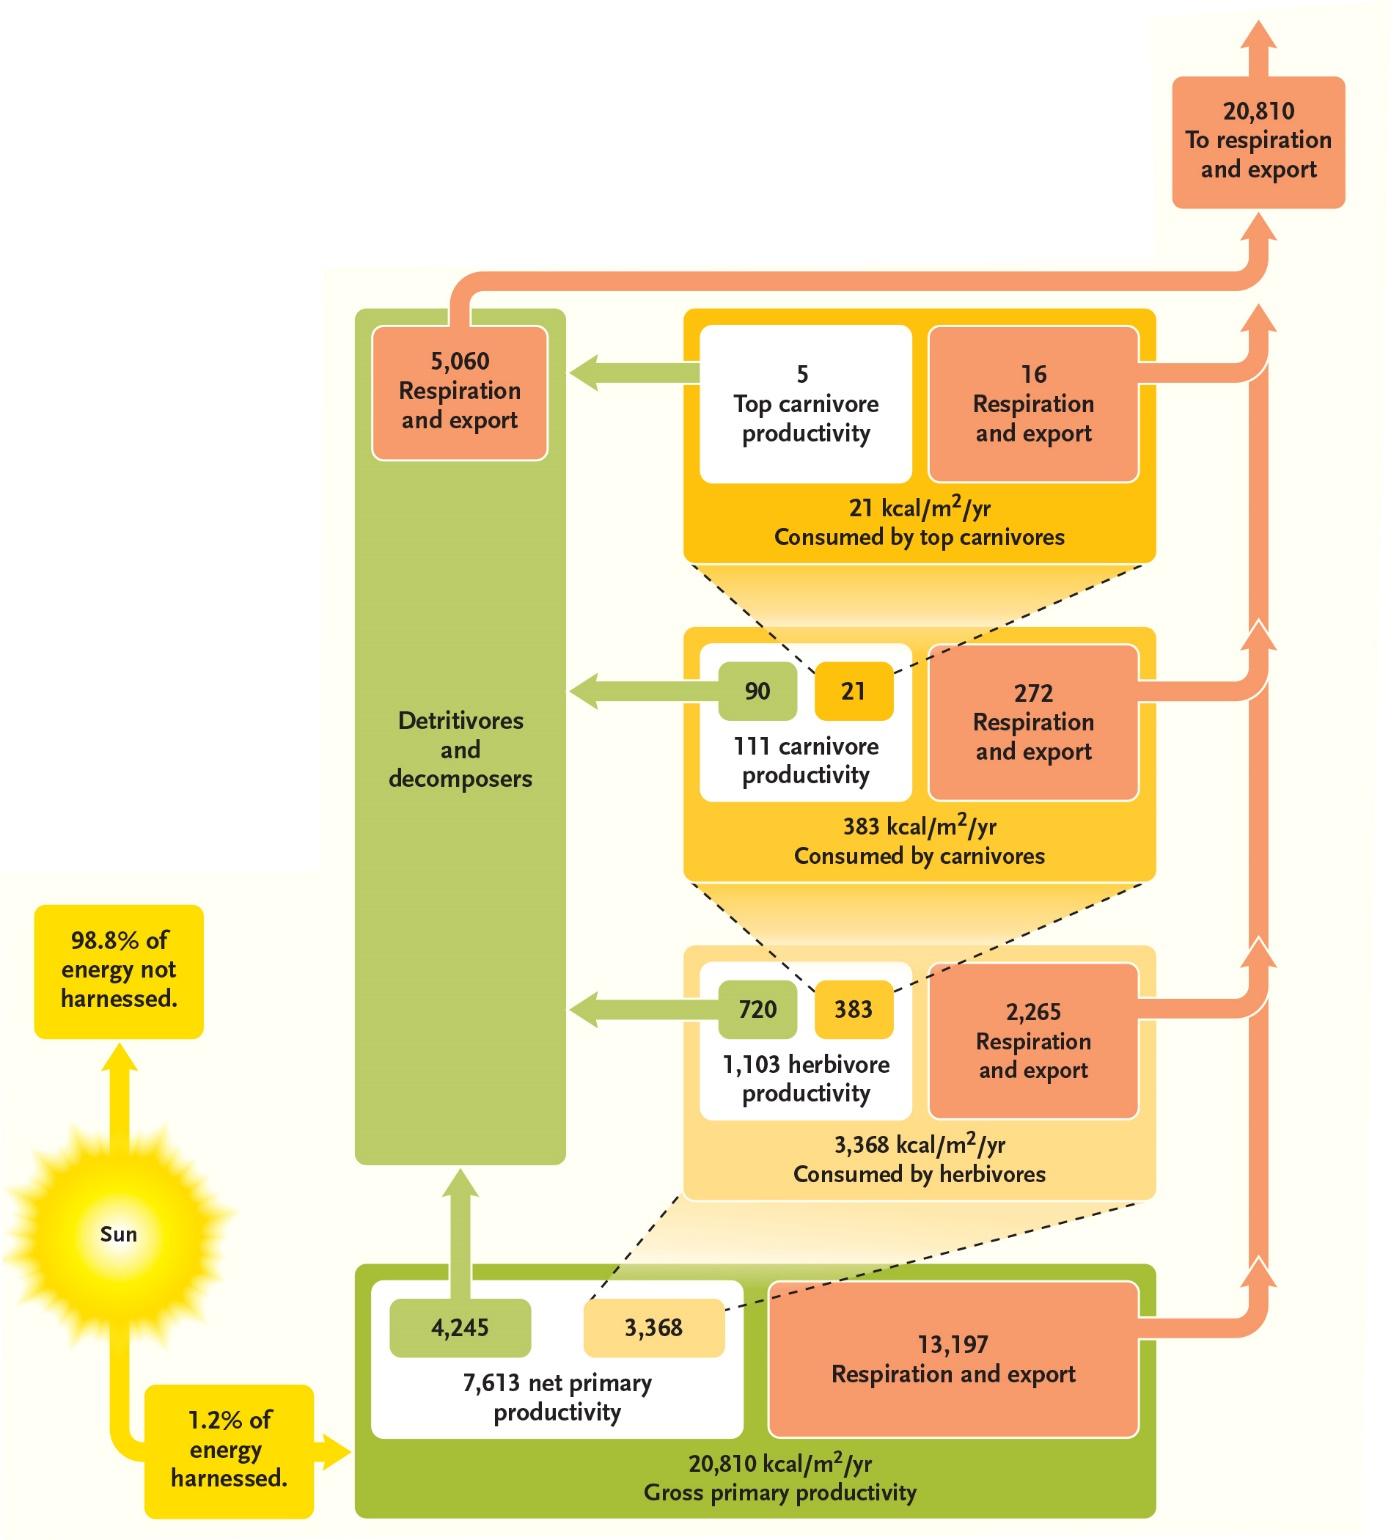 20,810
To respiration
and export
5,060
Respiration
and export
5
Top carnivore
productivity
16
Respiration
and export
21 kcal/m²/yr
Consumed by top carnivores
Detritivores
and
decomposers
90
21
111 carnivore
productivity
272
Respiration
and export
383 kcal/m²/yr
Consumed by carnivores
98.8% of
energy not
harnessed.
720
383
1,103 herbivore
productivity
2,265
Respiration
and export
3,368 kcal/m²/yr
Consumed by herbivores
Sun
4,245
3,368
7,613 net primary
productivity
13,197
Respiration and export
1.2% of
energy
harnessed.
20,810 kcal/m²/yr
Gross primary productivity